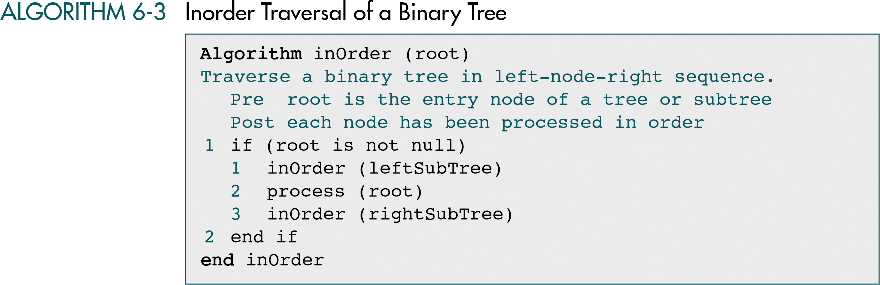 ALGORITHM 6-3 Inorder Traversal of a Binary Tree
Algorithm inOrder (root)
Traverse a binary tree in left-node-right sequence.
Pre root is the entry node of a tree or subtree
Post each node has been processed in order
1 if (root is not null)
1 inOrder (leftSubTree)
2 process (root)
3 inOrder (rightSubTree)
2 end if
end inOrder